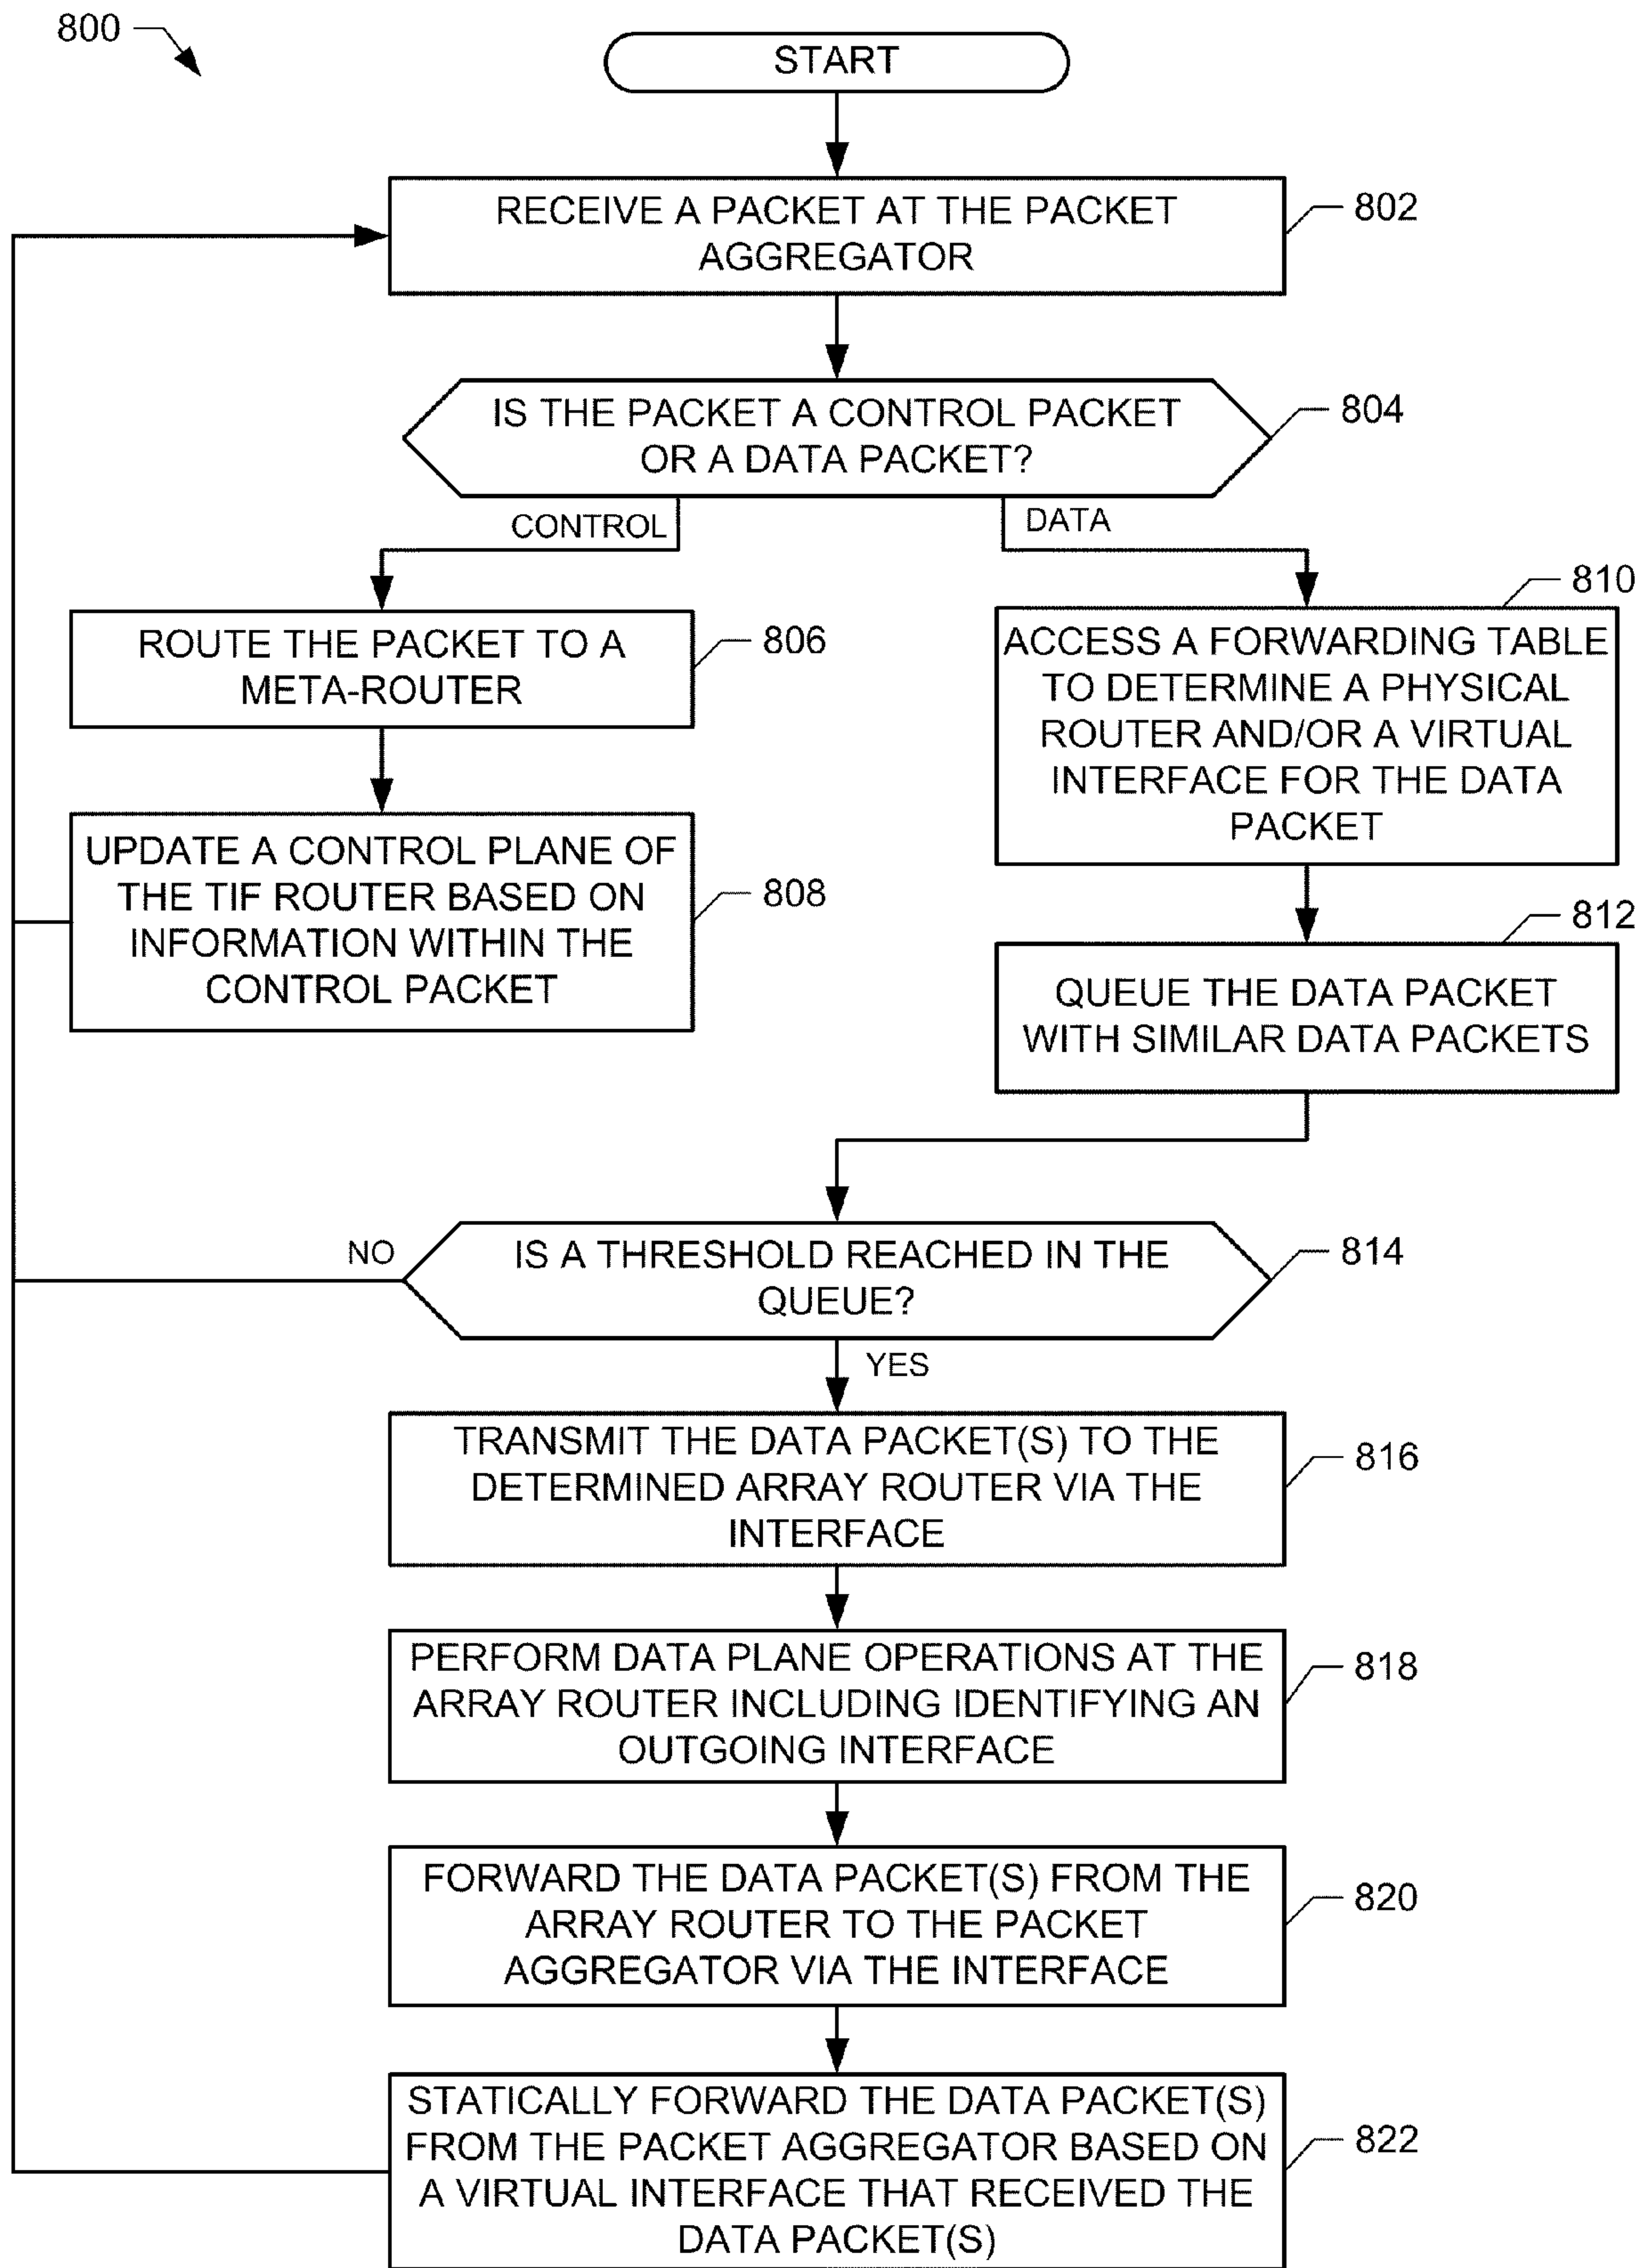 800
START
RECEIVE A PACKET AT THE PACKET
AGGREGATOR
802
IS THE PACKET A CONTROL PACKET
OR A DATA PACKET?
804
CONTROL
DATA
ROUTE THE PACKET TO A
META-ROUTER
806
UPDATE A CONTROL PLANE OF
THE TIF ROUTER BASED ON
INFORMATION WITHIN THE
CONTROL PACKET
808
810
ACCESS A FORWARDING TABLE
TO DETERMINE A PHYSICAL
ROUTER AND/OR A VIRTUAL
INTERFACE FOR THE DATA
PACKET
812
QUEUE THE DATA PACKET
WITH SIMILAR DATA PACKETS
NO
IS A THRESHOLD REACHED IN THE
QUEUE?
814
YES
TRANSMIT THE DATA PACKET(S) TO THE
DETERMINED ARRAY ROUTER VIA THE
INTERFACE
816
PERFORM DATA PLANE OPERATIONS AT THE
ARRAY ROUTER INCLUDING IDENTIFYING AN
OUTGOING INTERFACE
818
FORWARD THE DATA PACKET(S) FROM THE
ARRAY ROUTER TO THE PACKET
AGGREGATOR VIA THE INTERFACE
820
STATICALLY FORWARD THE DATA PACKET(S)
FROM THE PACKET AGGREGATOR BASED ON
A VIRTUAL INTERFACE THAT RECEIVED THE
DATA PACKET(S)
822